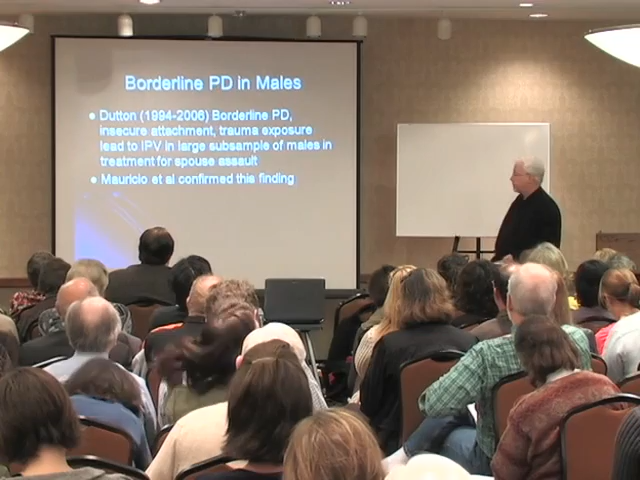 Borderline PD in Males
• Dutton (1994-2006) Borderline PD,
insecure attachment, trauma exposure
lead to IPV in large subsample of males in
treatment for spouse assault
• Mauricio et al confirmed this finding